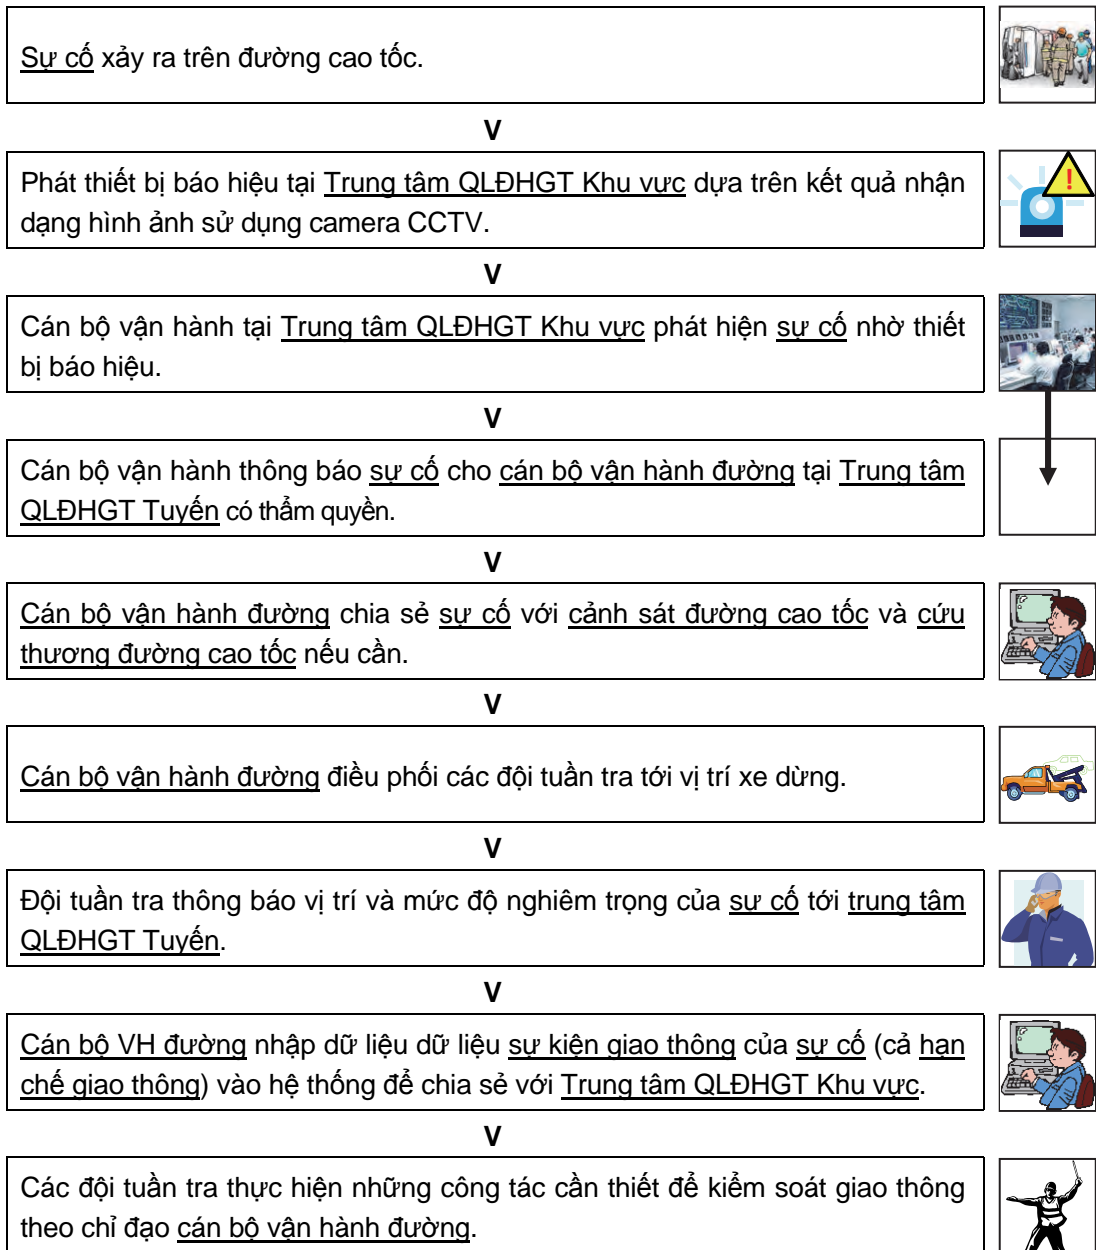 Sự cố xảy ra trên đường cao tốc.
V
Phát thiết bị báo hiệu tại Trung tâm QLĐHGT Khu vực dựa trên kết quả nhận
dạng hình ảnh sử dụng camera CCTV.
V
Cán bộ vận hành tại Trung tâm QLĐHGT Khu vực phát hiện sự cố nhờ thiết
bị báo hiệu.
V
Cán bộ vận hành thông báo sự cố cho cán bộ vận hành đường tại Trung tâm
QLĐHGT Tuyến có thẩm quyền.
V
Cán bộ vận hành đường chia sẻ sự cố với cảnh sát đường cao tốc và cứu
thương đường cao tốc nếu cần.
V
Cán bộ vận hành đường điều phối các đội tuần tra tới vị trí xe dừng.
V
Đội tuần tra thông báo vị trí và mức độ nghiêm trọng của sự cố tới trung tâm
QLĐHGT Tuyến.
V
Cán bộ VH đường nhập dữ liệu dữ liệu sự kiện giao thông của sự cố (cả hạn
chế giao thông) vào hệ thống để chia sẻ với Trung tâm QLĐHGT Khu vực.
V
Các đội tuần tra thực hiện những công tác cần thiết để kiểm soát giao thông
theo chỉ đạo cán bộ vận hành đường.